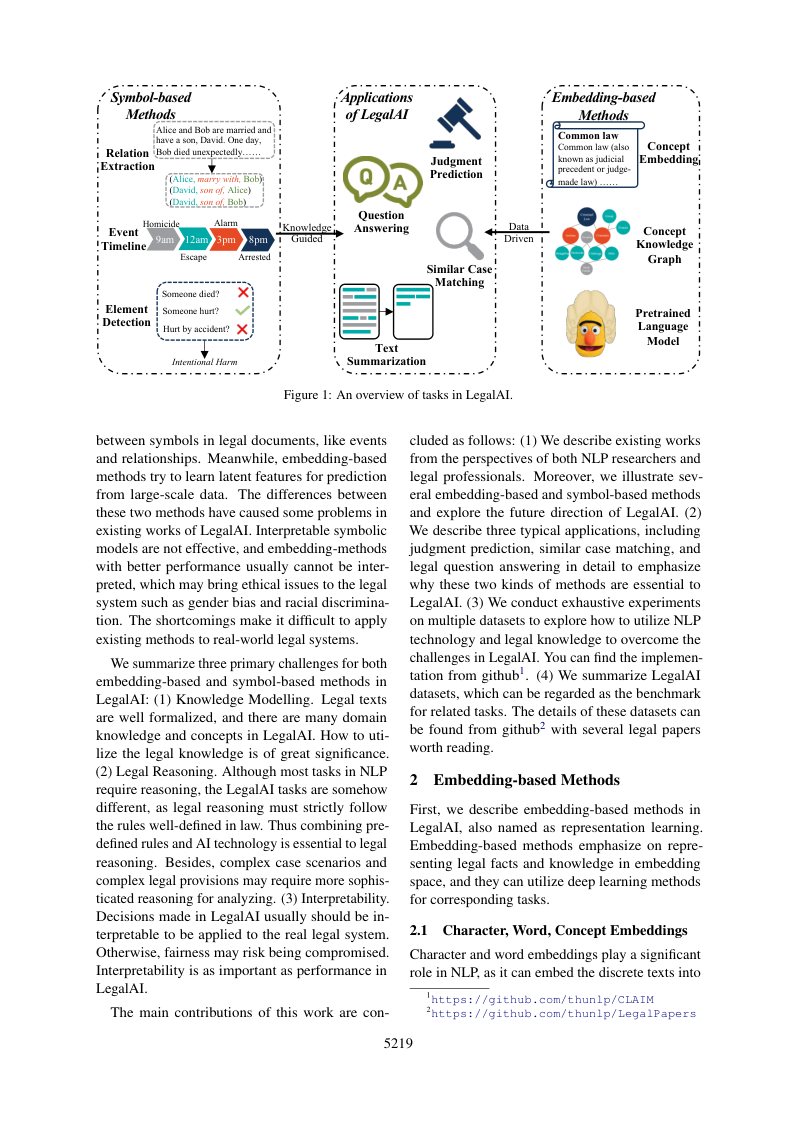 Symbol-based
Methods
Alice and Bob are married and
have a son, David. One day,
Bob died unexpectedly……
Relation
Extraction
(Alice, marry with, Bob)
(David, son of, Alice)
(David, son of, Bob)
Homicide
Alarm
Event
Timeline
9am
12am
3pm
8pm
Escape
Arrested
Element
Detection
Someone died?
Someone hurt?
Hurt by accident?
Intentional Harm
Knowledge
Guided
Applications
of LegalAI
Judgment
Prediction
Q
A
Question
Answering
Similar Case
Matching
Text
Summarization
Data
Driven
Embedding-based
Methods
Common law
Common law (also
known as judicial
precedent or judge-
made law) ……
Concept
Embedding
Concept
Knowledge
Graph
Pretrained
Language
Model
Figure 1: An overview of tasks in LegalAI.
between symbols in legal documents, like events
and relationships. Meanwhile, embedding-based
methods try to learn latent features for prediction
from large-scale data. The differences between
these two methods have caused some problems in
existing works of LegalAI. Interpretable symbolic
models are not effective, and embedding-methods
with better performance usually cannot be inter-
preted, which may bring ethical issues to the legal
system such as gender bias and racial discrimina-
tion. The shortcomings make it difficult to apply
existing methods to real-world legal systems.
We summarize three primary challenges for both
embedding-based and symbol-based methods in
LegalAI: (1) Knowledge Modelling. Legal texts
are well formalized, and there are many domain
knowledge and concepts in LegalAI. How to uti-
lize the legal knowledge is of great significance.
(2) Legal Reasoning. Although most tasks in NLP
require reasoning, the LegalAI tasks are somehow
different, as legal reasoning must strictly follow
the rules well-defined in law. Thus combining pre-
defined rules and AI technology is essential to legal
reasoning. Besides, complex case scenarios and
complex legal provisions may require more sophis-
ticated reasoning for analyzing. (3) Interpretability.
Decisions made in LegalAI usually should be in-
terpretable to be applied to the real legal system.
Otherwise, fairness may risk being compromised.
Interpretability is as important as performance in
LegalAI.
The main contributions of this work are con-
cluded as follows: (1) We describe existing works
from the perspectives of both NLP researchers and
legal professionals. Moreover, we illustrate sev-
eral embedding-based and symbol-based methods
and explore the future direction of LegalAI. (2)
We describe three typical applications, including
judgment prediction, similar case matching, and
legal question answering in detail to emphasize
why these two kinds of methods are essential to
LegalAI. (3) We conduct exhaustive experiments
on multiple datasets to explore how to utilize NLP
technology and legal knowledge to overcome the
challenges in LegalAI. You can find the implemen-
tation from github1. (4) We summarize LegalAI
datasets, which can be regarded as the benchmark
for related tasks. The details of these datasets can
be found from github2 with several legal papers
worth reading.
2 Embedding-based Methods
First, we describe embedding-based methods in
LegalAI, also named as representation learning.
Embedding-based methods emphasize on repre-
senting legal facts and knowledge in embedding
space, and they can utilize deep learning methods
for corresponding tasks.
2.1 Character, Word, Concept Embeddings
Character and word embeddings play a significant
role in NLP, as it can embed the discrete texts into
1https://github.com/thunlp/CLAIM
2https://github.com/thunlp/LegalPapers
5219